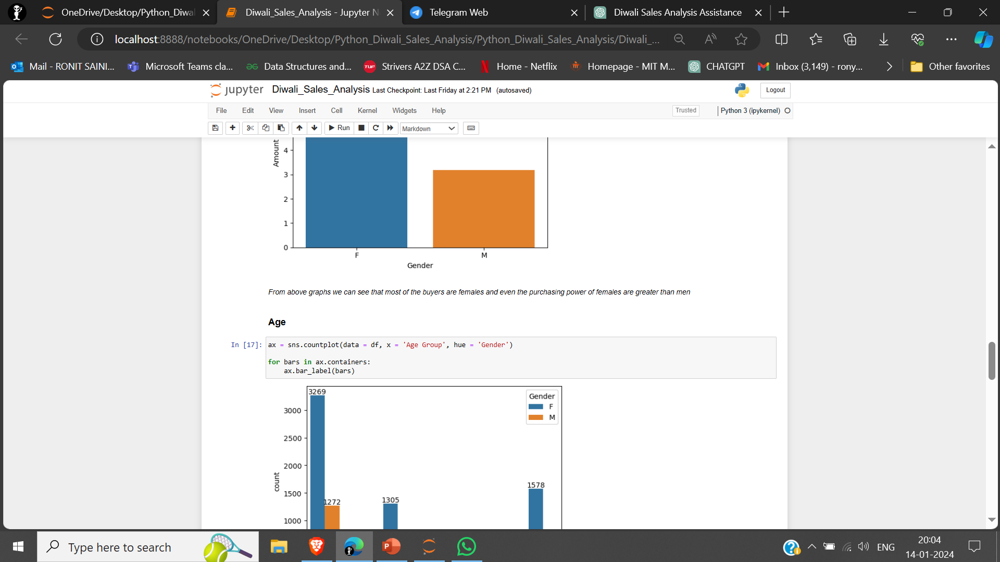 OneDrive/Desktop/Python_Diwal
Diwali_Sales_Analysis - Jupyter N
Telegram Web
Diwali Sales Analysis Assistance
localhost:8888/notebooks/OneDrive/Desktop/Python_Diwali_Sales_Analysis/Python_Diwali_Sales_Analysis/Diwali_...
Mail - RONIT SAINI...
Microsoft Teams cla...
Data Structures and...
TUF
Strivers A2Z DSA C...
Home - Netflix
Homepage - MIT M...
CHATGPT
Inbox (3,149) - rony...
Other favorites
jupyter Diwali_Sales_Analysis Last Checkpoint: Last Friday at 2:21 PM (autosaved)
Logout
File Edit View Insert Cell Kernel Widgets Help
Trusted
Python 3 (ipykernel)
Run
Markdown
Amount
4
3
2
1
0
F M
Gender
From above graphs we can see that most of the buyers are females and even the purchasing power of females are greater than men
Age
In [17]: ax = sns.countplot(data = df, x = 'Age Group', hue = 'Gender')
for bars in ax.containers:
ax.bar_label(bars)
3269
Gender
F
M
3000
2500
2000
count
1578
1500
1305
1272
1000
Type here to search
P
ENG
20:04
14-01-2024